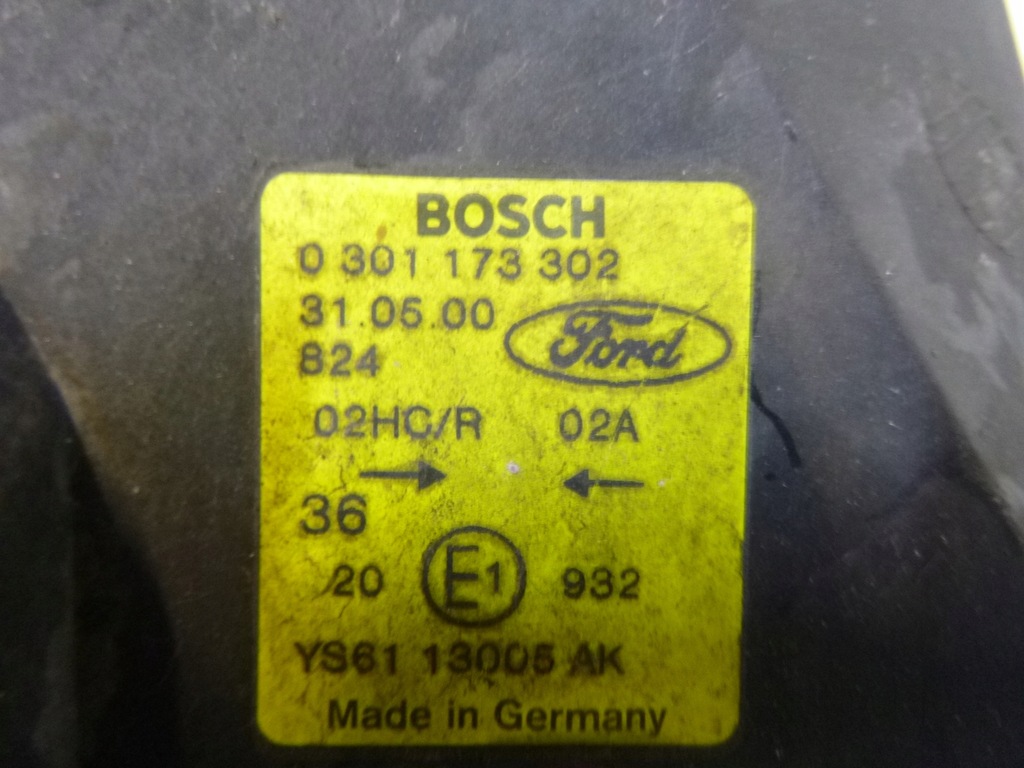 BOSCH
0 301 173 302
31.05.00
Ford
824
02HC/R 02A
36
20 E1 932
YS61 13005 AK
Made in Germany